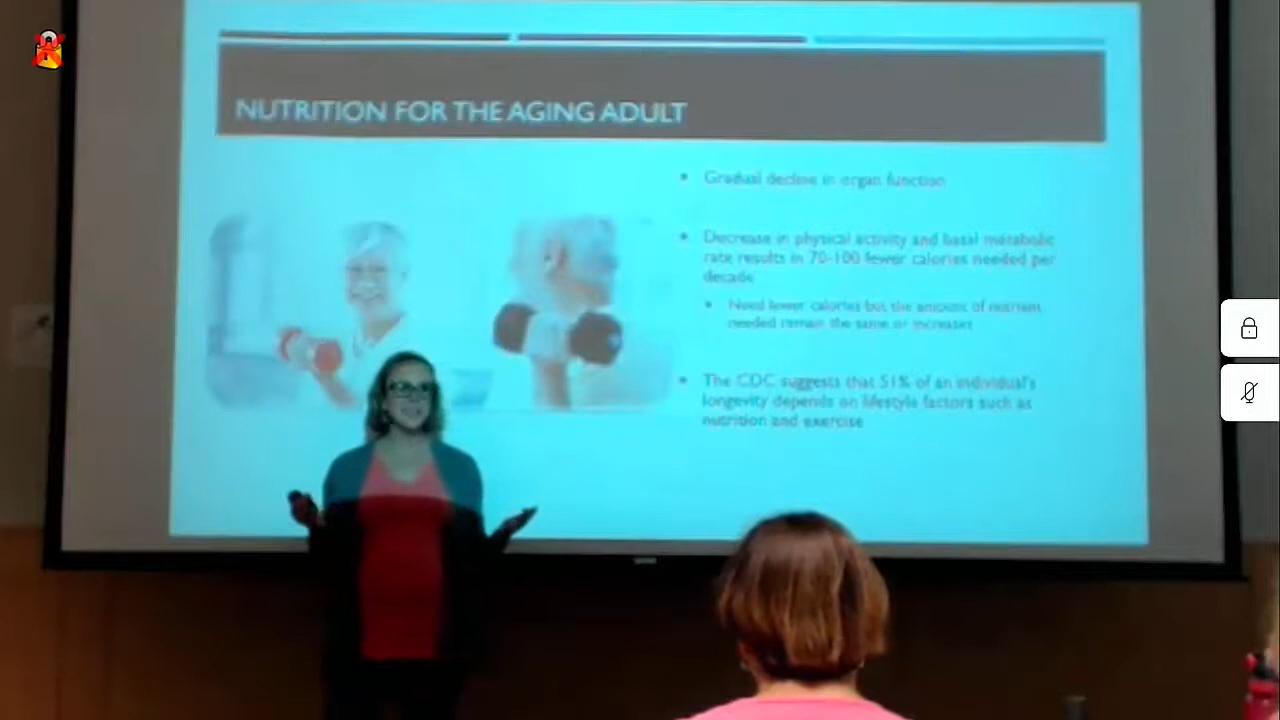 NUTRITION FOR THE AGING ADULT
Gradual decline in organ function
Decrease in physical activity and basal metabolic
rate results in 70-100 fewer calories needed per
decade
Need fewer calories but the amounts of nutrient
needed remain the same or increases
The CDC suggests that 51% of an individual's
longevity depends on lifestyle factors such as
nutrition and exercise